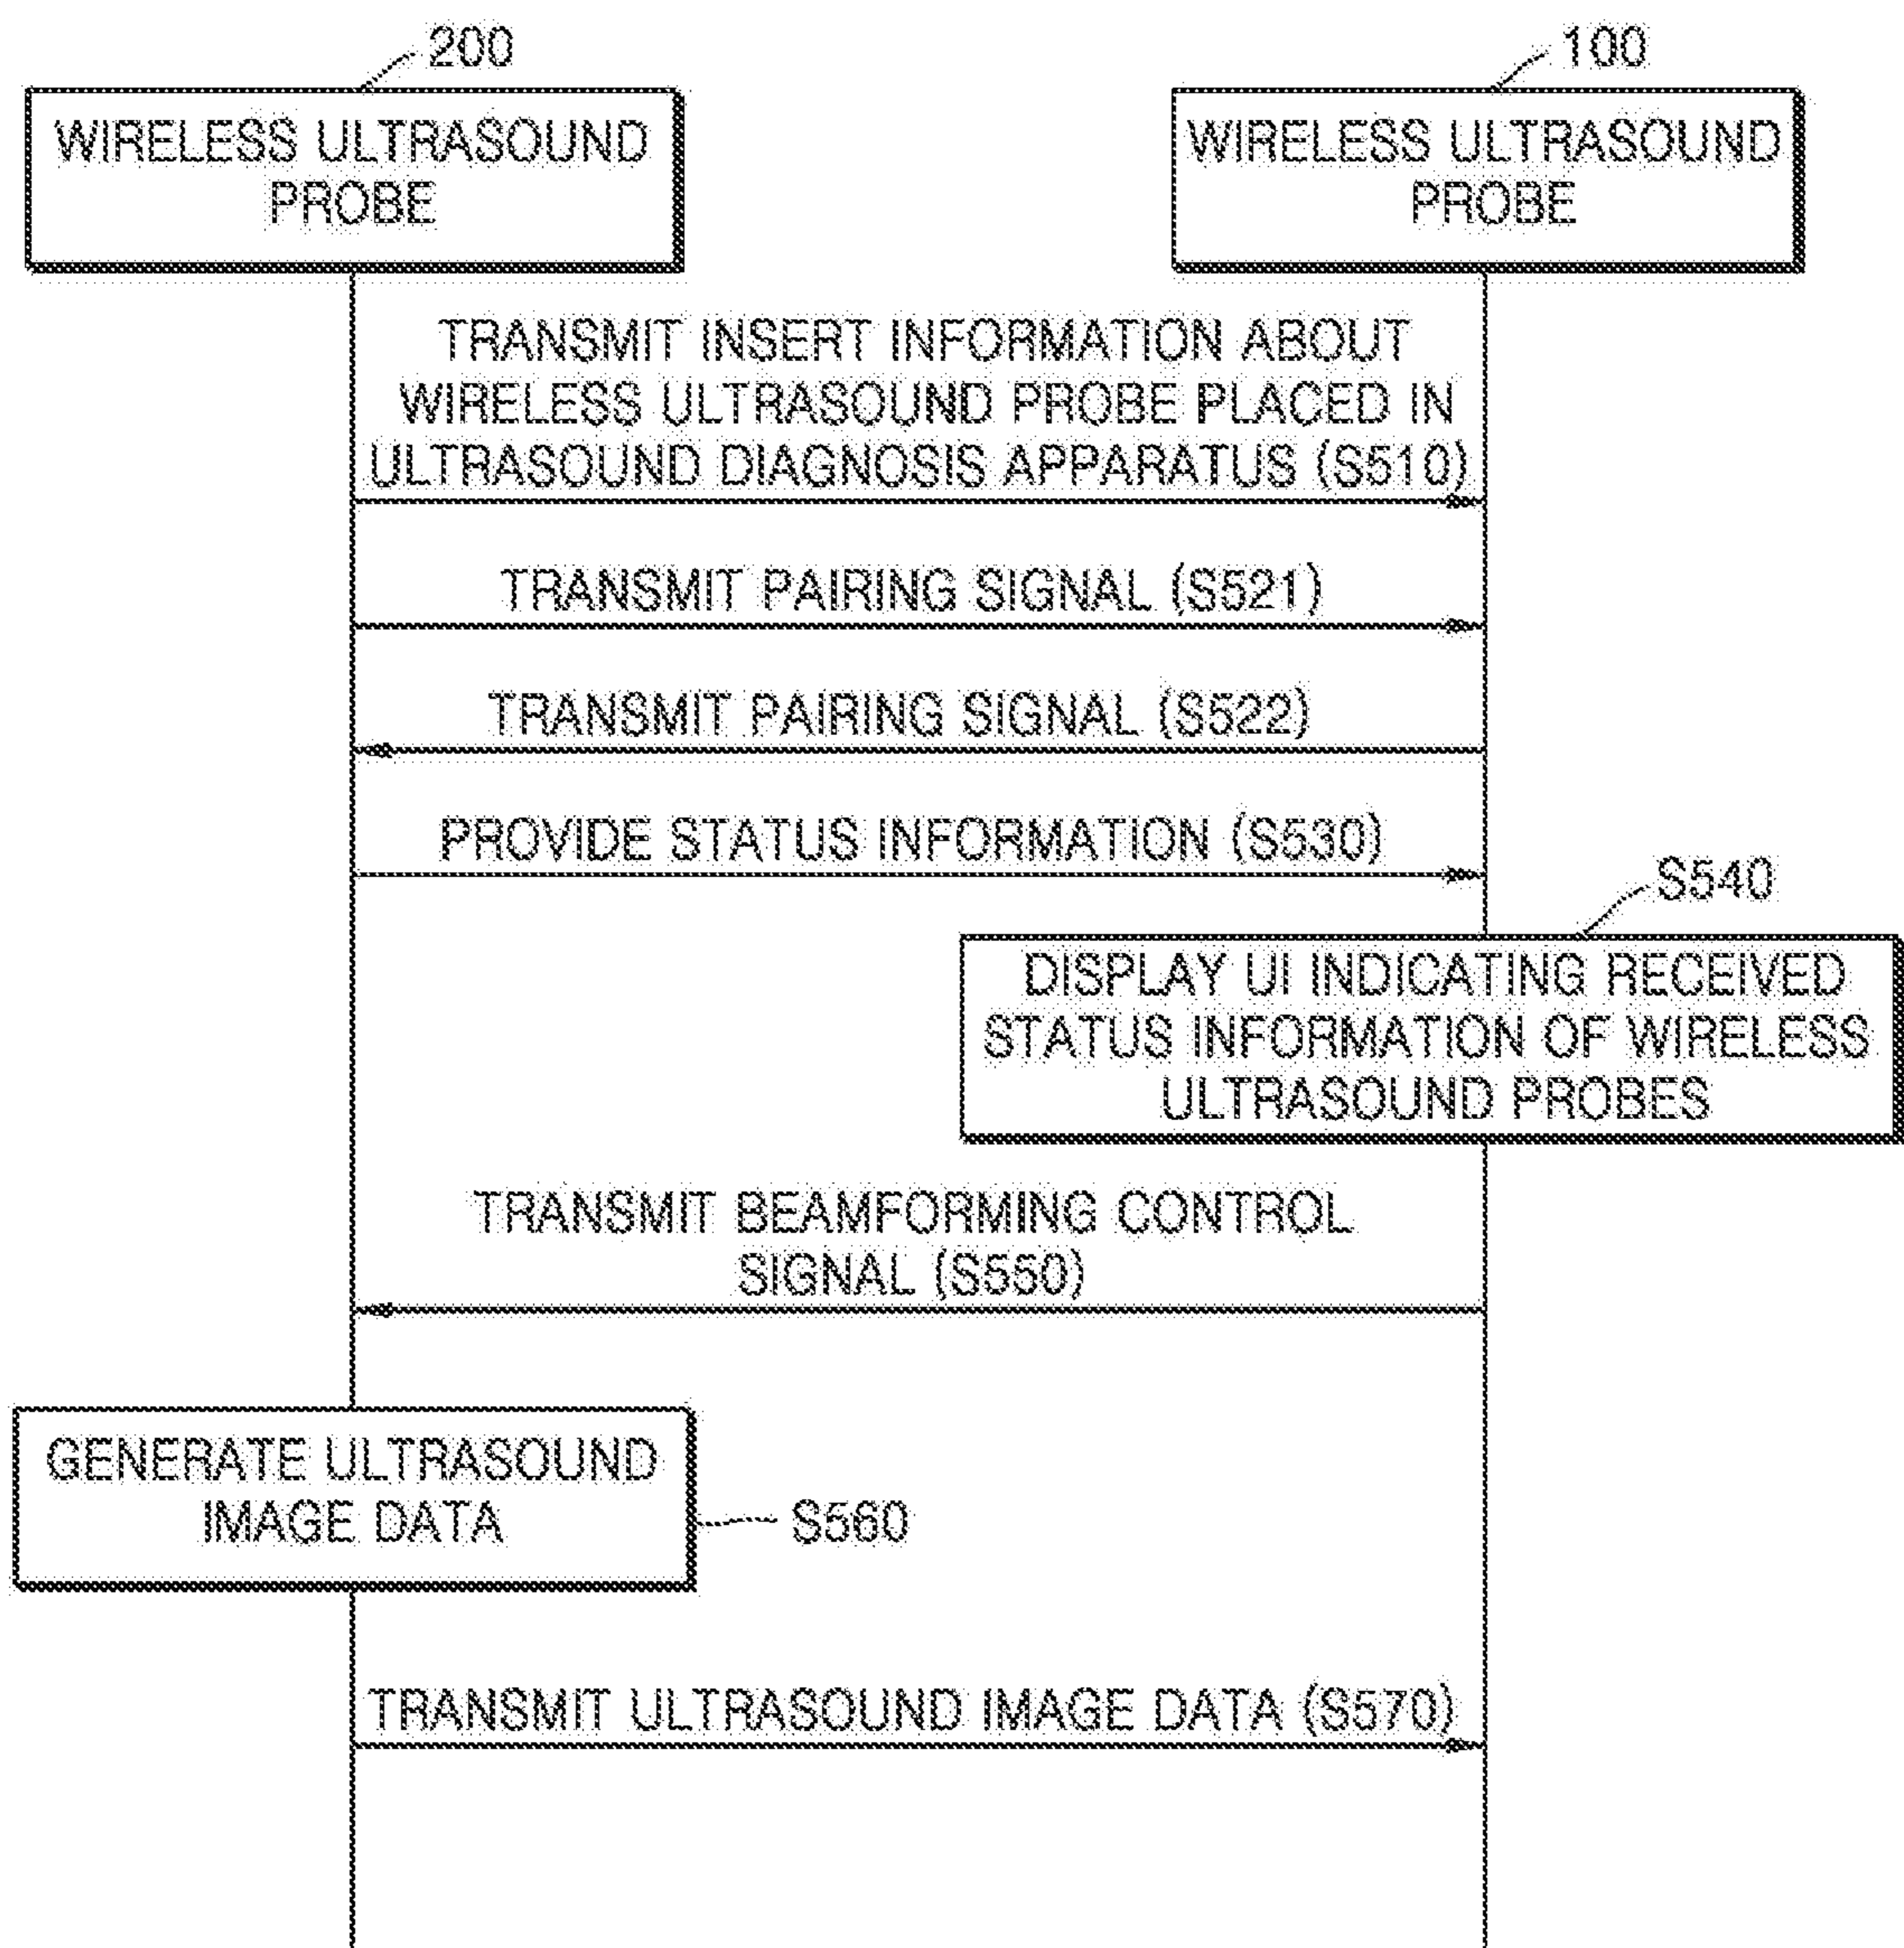 200
100
WIRELESS ULTRASOUND
PROBE
WIRELESS ULTRASOUND
PROBE
TRANSMIT INSERT INFORMATION ABOUT
WIRELESS ULTRASOUND PROBE PLACED IN
ULTRASOUND DIAGNOSIS APPARATUS (S510)
TRANSMIT PAIRING SIGNAL (S521)
TRANSMIT PAIRING SIGNAL (S522)
PROVIDE STATUS INFORMATION (S530)
S540
DISPLAY UI INDICATING RECEIVED
STATUS INFORMATION OF WIRELESS
ULTRASOUND PROBES
TRANSMIT BEAMFORMING CONTROL
SIGNAL (S550)
GENERATE ULTRASOUND
IMAGE DATA
S560
TRANSMIT ULTRASOUND IMAGE DATA (S570)